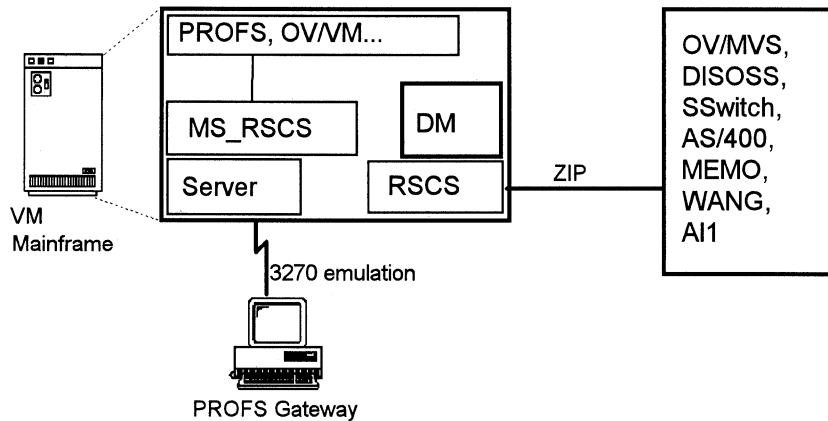 PROFS, OV/VM...
MS_RSCS
DM
Server
RSCS
VM
Mainframe
ZIP
OV/MVS,
DISOSS,
SSwitch,
AS/400,
MEMO,
WANG,
AI1
3270 emulation
PROFS Gateway